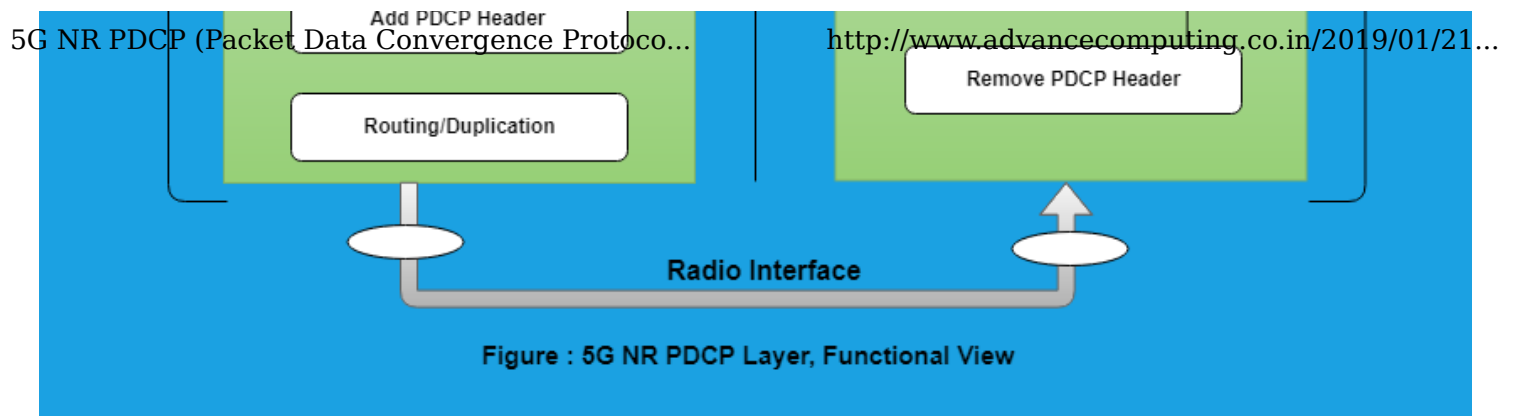 Add PDCP Header
5G NR PDCP (Packet Data Convergence Protoco...
http://www.advancecomputing.co.in/2019/01/21...
Remove PDCP Header
Routing/Duplication
Radio Interface
Figure : 5G NR PDCP Layer, Functional View